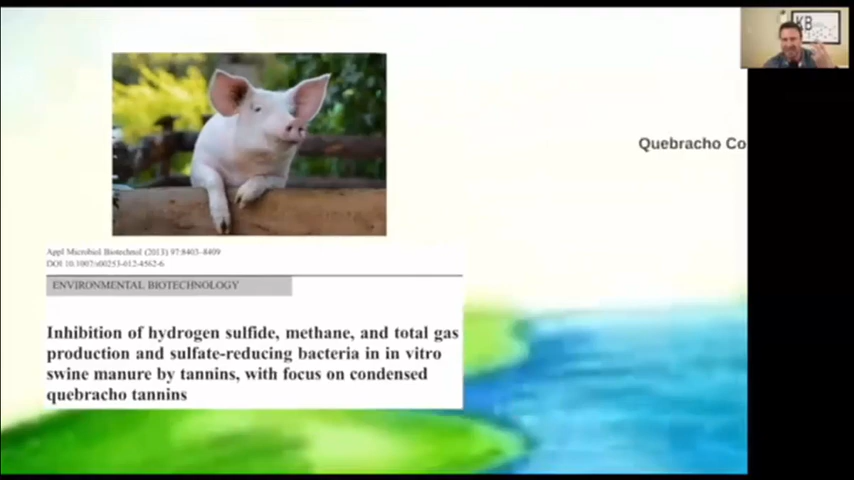 KB
Quebracho Co
Appl Microbiol Biotechnol (2013) 97:8403–8409
DOI 10.1007/s00253-012-4562-6
ENVIRONMENTAL BIOTECHNOLOGY
Inhibition of hydrogen sulfide, methane, and total gas
production and sulfate-reducing bacteria in in vitro
swine manure by tannins, with focus on condensed
quebracho tannins